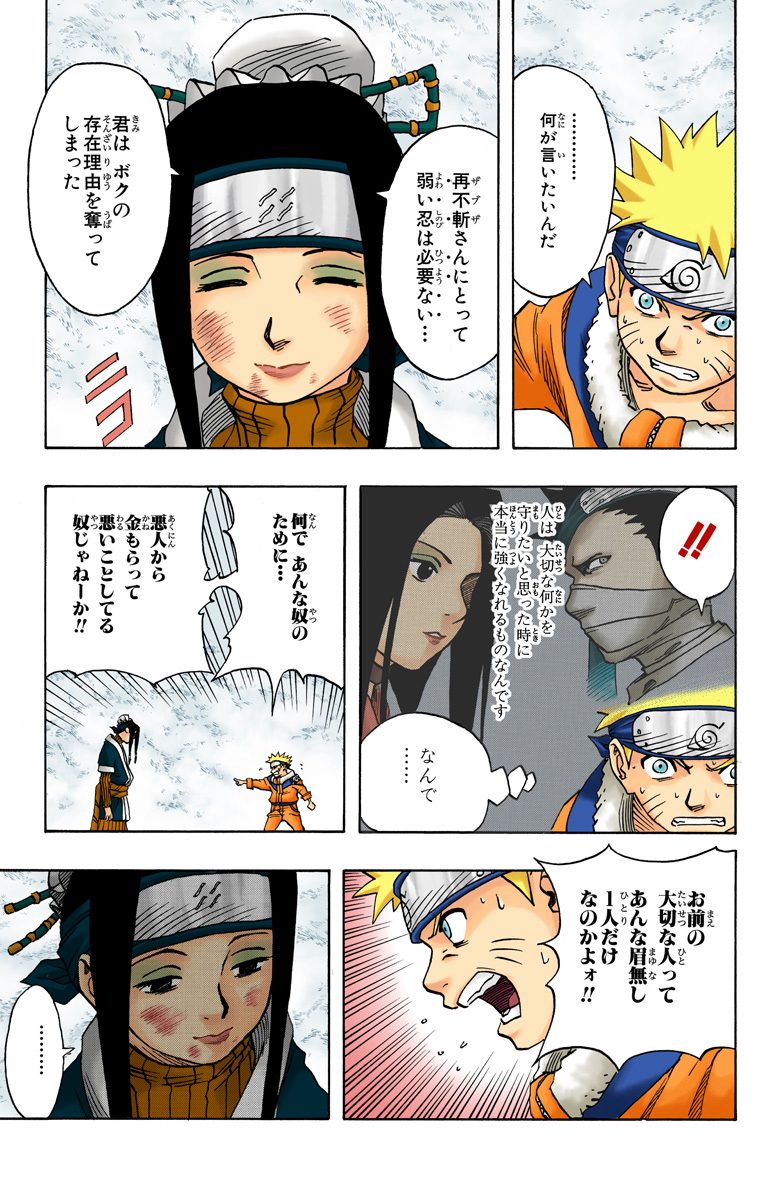 …………
何が言いたいんだ
再不斬さんにとって
弱い忍は必要ない…
君は ボクの
存在理由を奪って
しまった
ニコ
!!
人は 大切な何かを
守りたいと思った時に
本当に強くなれるものなんです
なんで
……
何で あんな奴の
ために…
悪人から
金もらって
悪いことしてる
奴じゃねーか!!
お前の
大切な人って
あんな眉無し
1人だけ
なのかよォ!!
………